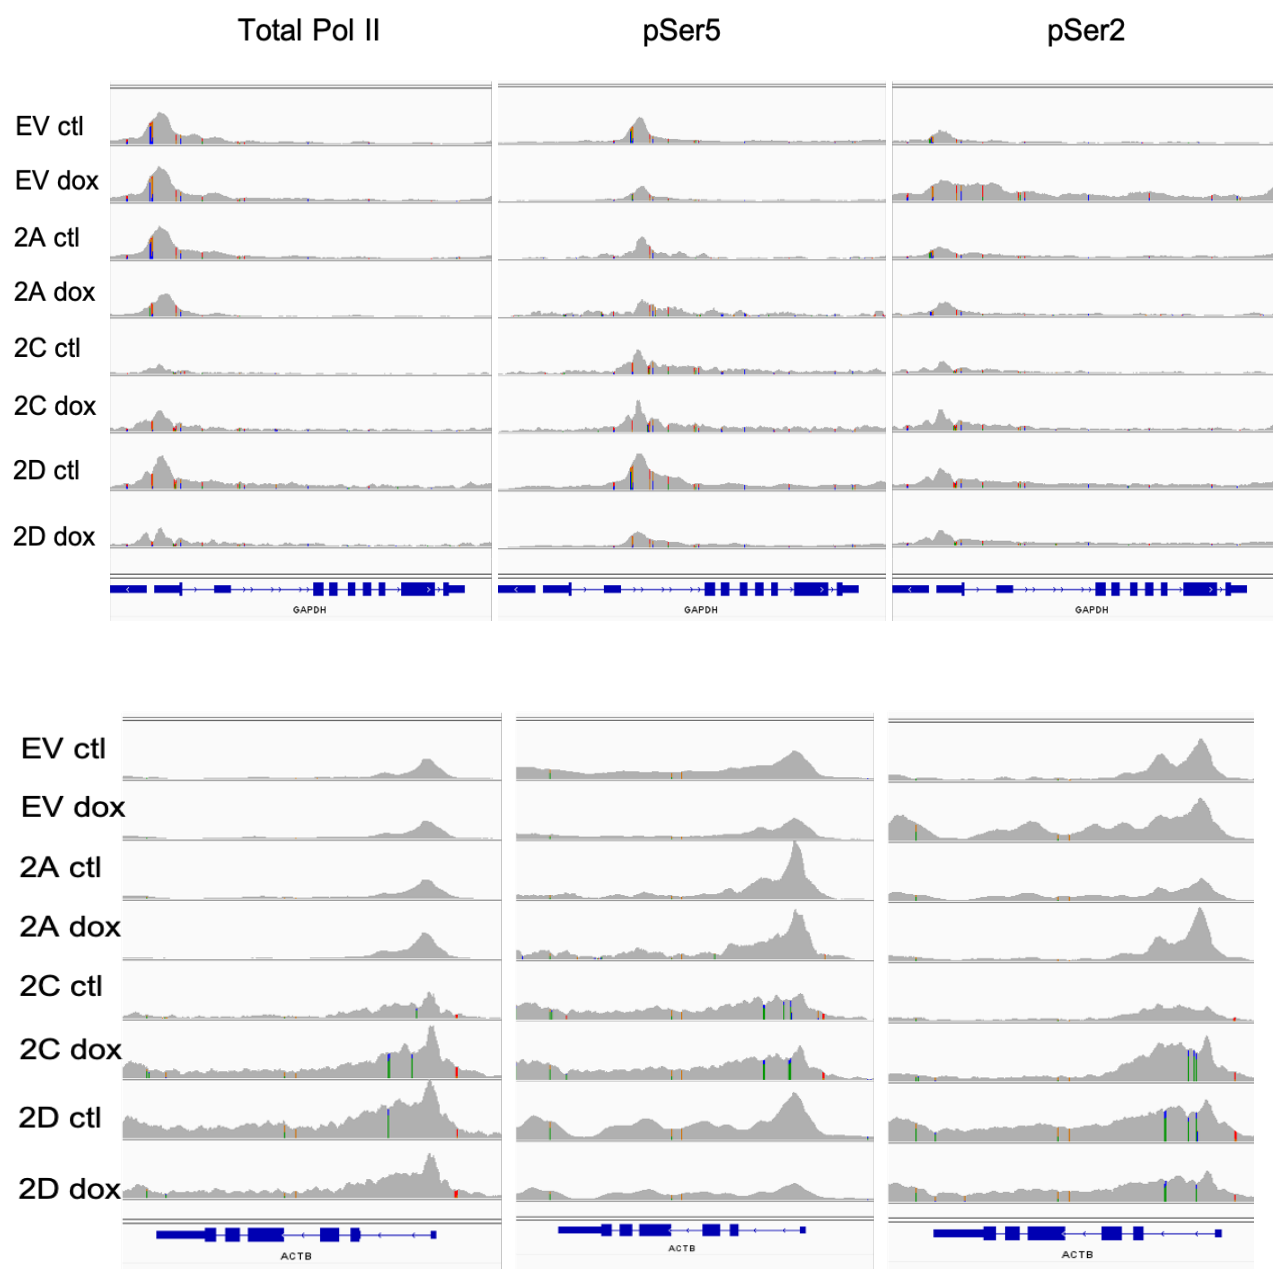 Total Pol II pSer5 pSer2
EV ctl
EV dox
2A ctl
2A dox
2C ctl
2C dox
2D ctl
2D dox
GAPDH GAPDH GAPDH
EV ctl
EV dox
2A ctl
2A dox
2C ctl
2C dox
2D ctl
2D dox
ACTB ACTB ACTB